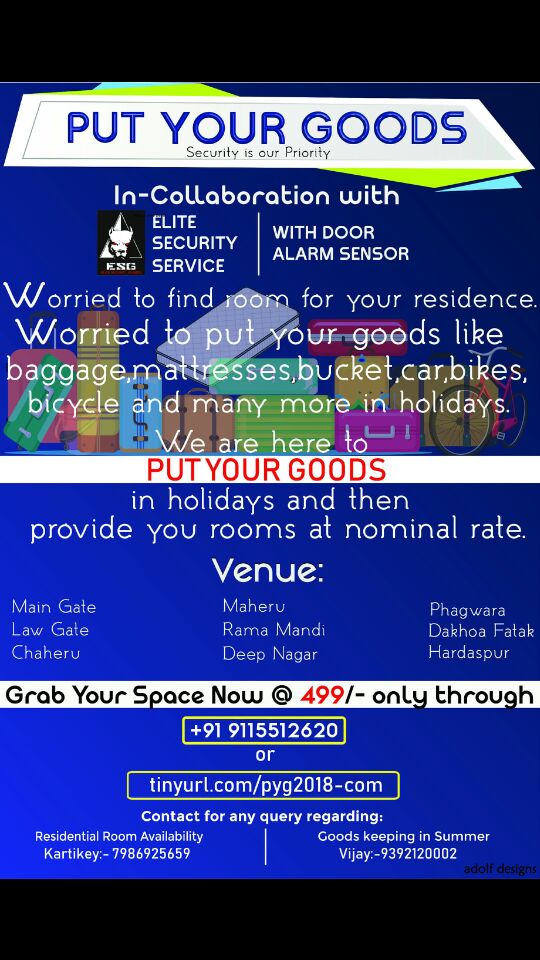 PUT YOUR GOODS
Security is our Priority
In-Collaboration with
ESG
ELITE
SECURITY
SERVICE
WITH DOOR
ALARM SENSOR
Worried to find room for your residence.
Worried to put your goods like
baggage,mattresses,bucket,car,bikes,
bicycle and many more in holidays.
We are here to
PUT YOUR GOODS
in holidays and then
provide you rooms at nominal rate.
Venue:
Main Gate
Law Gate
Chaheru
Maheru
Rama Mandi
Deep Nagar
Phagwara
Dakhoa Fatak
Hardaspur
Grab Your Space Now @ 499/- only through
+91 9115512620
or
tinyurl.com/pyg2018-com
Contact for any query regarding:
Residential Room Availability
Kartikey:- 7986925659
Goods keeping in Summer
Vijay:-9392120002
adolf designs